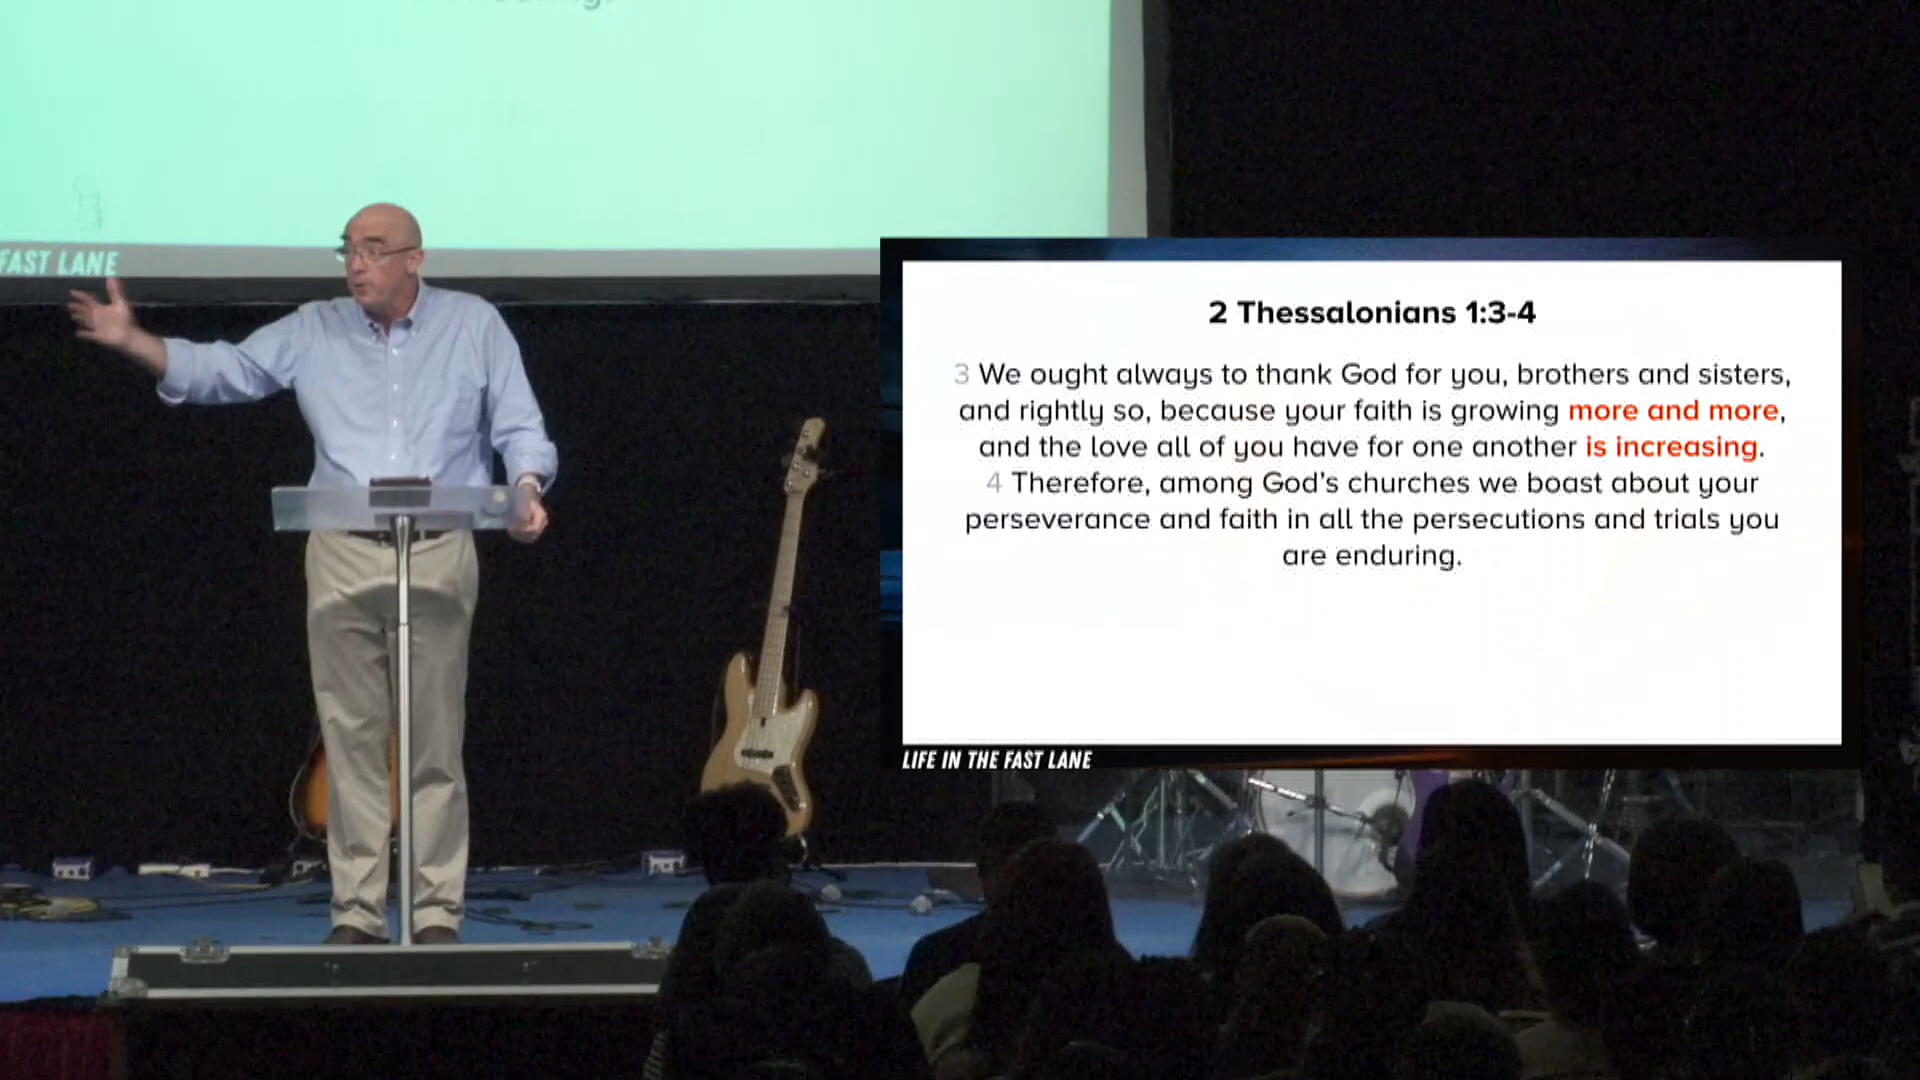 FAST LANE
2 Thessalonians 1:3-4
3 We ought always to thank God for you, brothers and sisters,
and rightly so, because your faith is growing more and more,
and the love all of you have for one another is increasing.
4 Therefore, among God's churches we boast about your
perseverance and faith in all the persecutions and trials you
are enduring.
LIFE IN THE FAST LANE